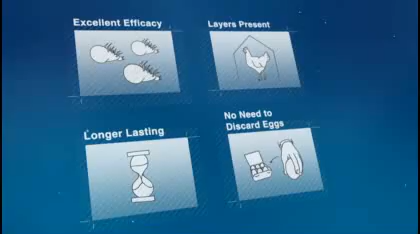 Excellent Efficacy
Layers Present
Longer Lasting
No Need to
Discard Eggs